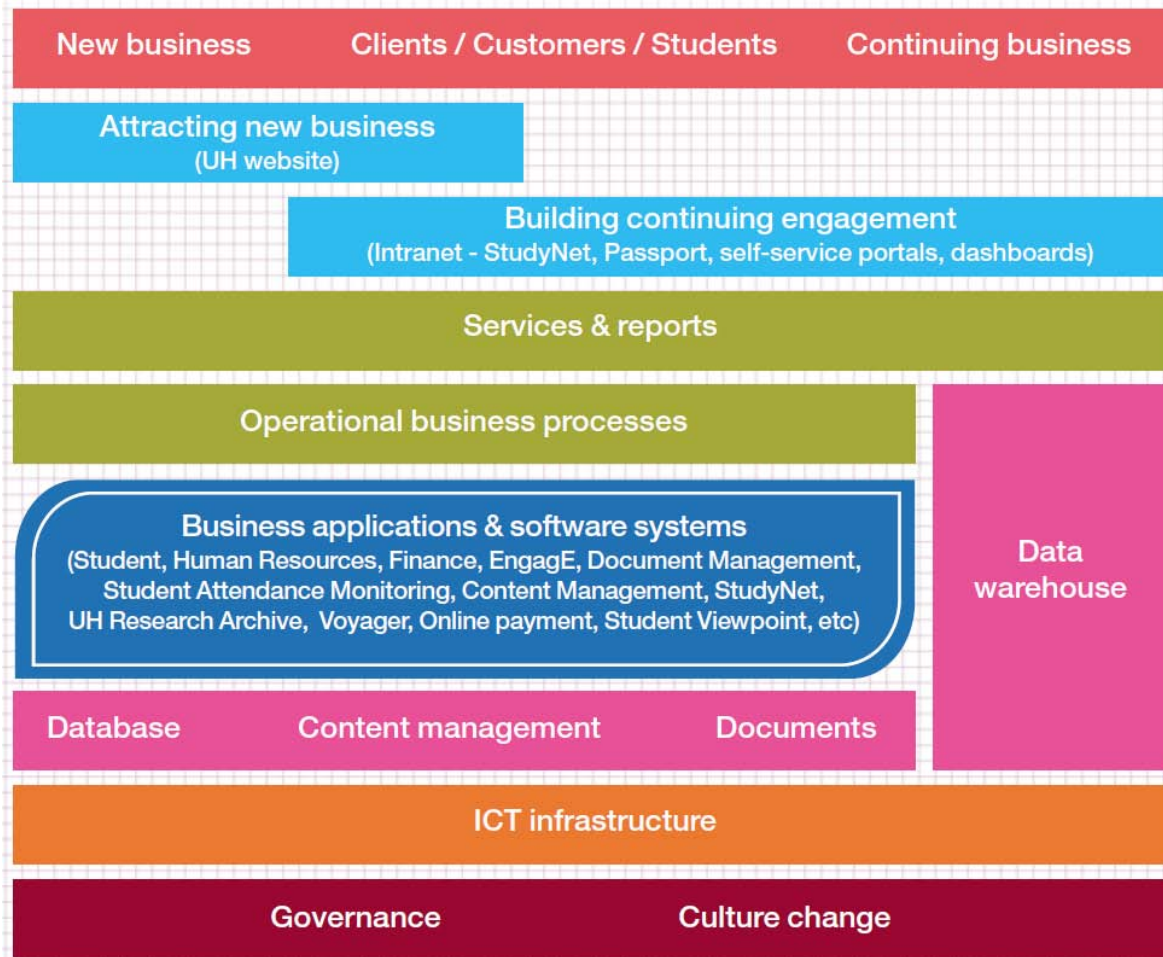 New business Clients / Customers / Students Continuing business
Attracting new business
(UH website)
Building continuing engagement
(Intranet - StudyNet, Passport, self-service portals, dashboards)
Services & reports
Operational business processes
Business applications & software systems
(Student, Human Resources, Finance, EngagE, Document Management,
Student Attendance Monitoring, Content Management, StudyNet,
UH Research Archive, Voyager, Online payment, Student Viewpoint, etc)
Data
warehouse
Database Content management Documents
ICT infrastructure
Governance Culture change